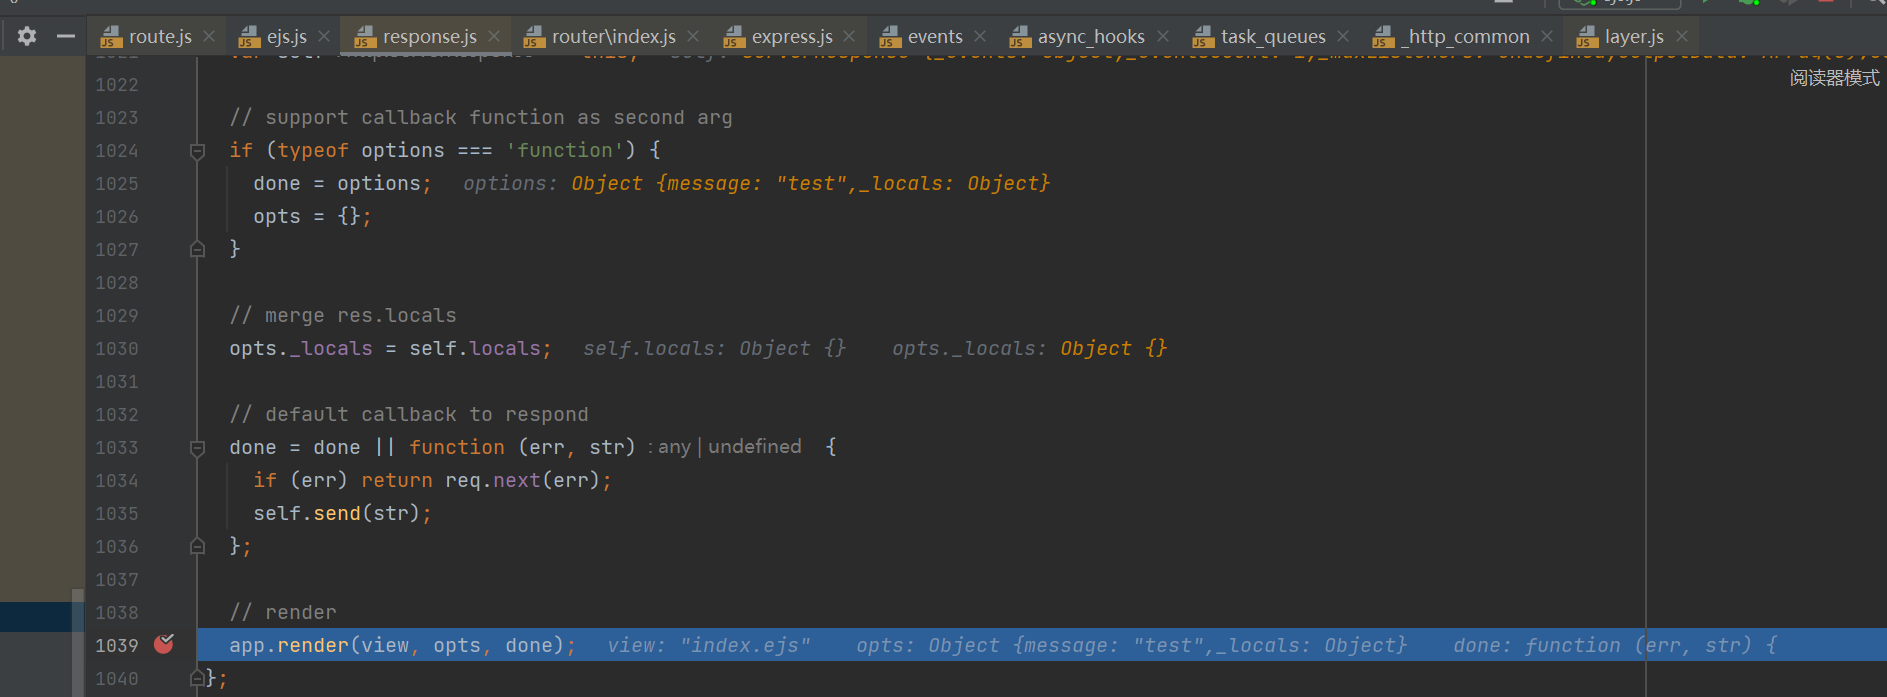 route.js ejs.js response.js router\index.js express.js events async_hooks task_queues _http_common layer.js
阅读器模式
1022
1023 // support callback function as second arg
1024 if (typeof options === 'function') {
1025 done = options; options: Object {message: "test",_locals: Object}
1026 opts = {};
1027 }
1028
1029 // merge res.locals
1030 opts._locals = self.locals; self.locals: Object {} opts._locals: Object {}
1031
1032 // default callback to respond
1033 done = done || function (err, str) : any | undefined {
1034 if (err) return req.next(err);
1035 self.send(str);
1036 };
1037
1038 // render
1039 app.render(view, opts, done); view: "index.ejs" opts: Object {message: "test",_locals: Object} done: function (err, str) {
1040 };